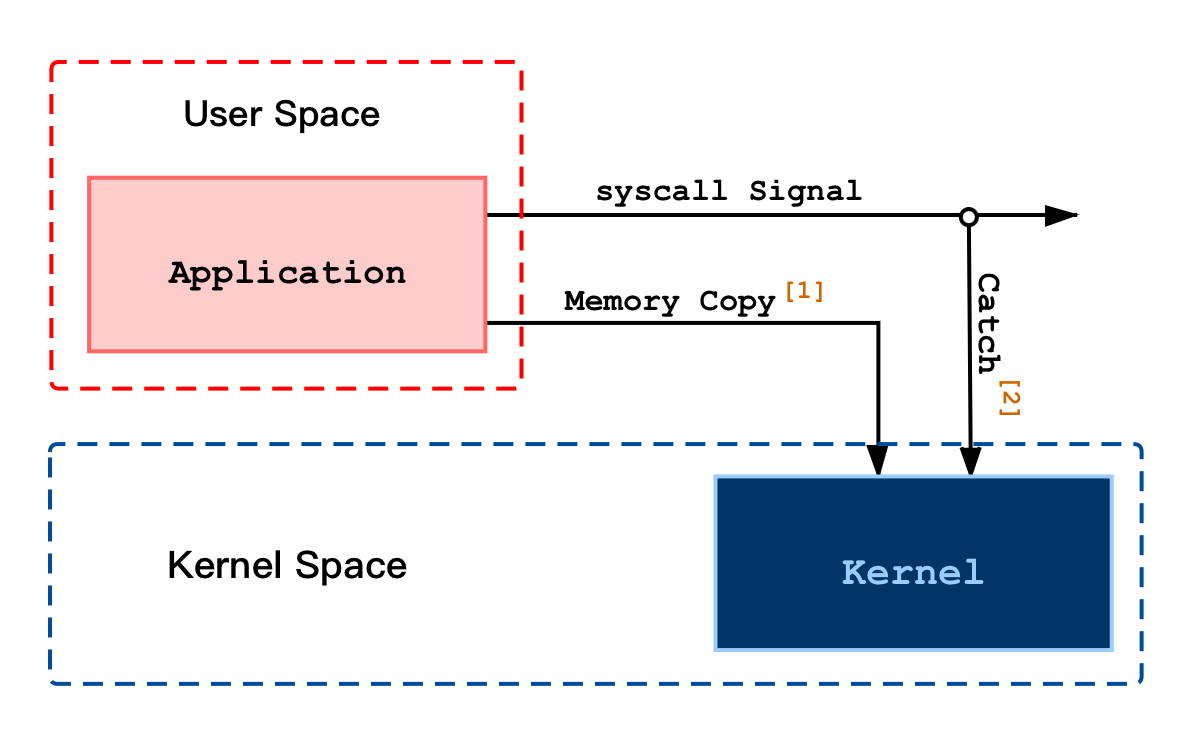 User Space
syscall Signal
Application
Memory Copy [1]
Catch [2]
Kernel Space
Kernel